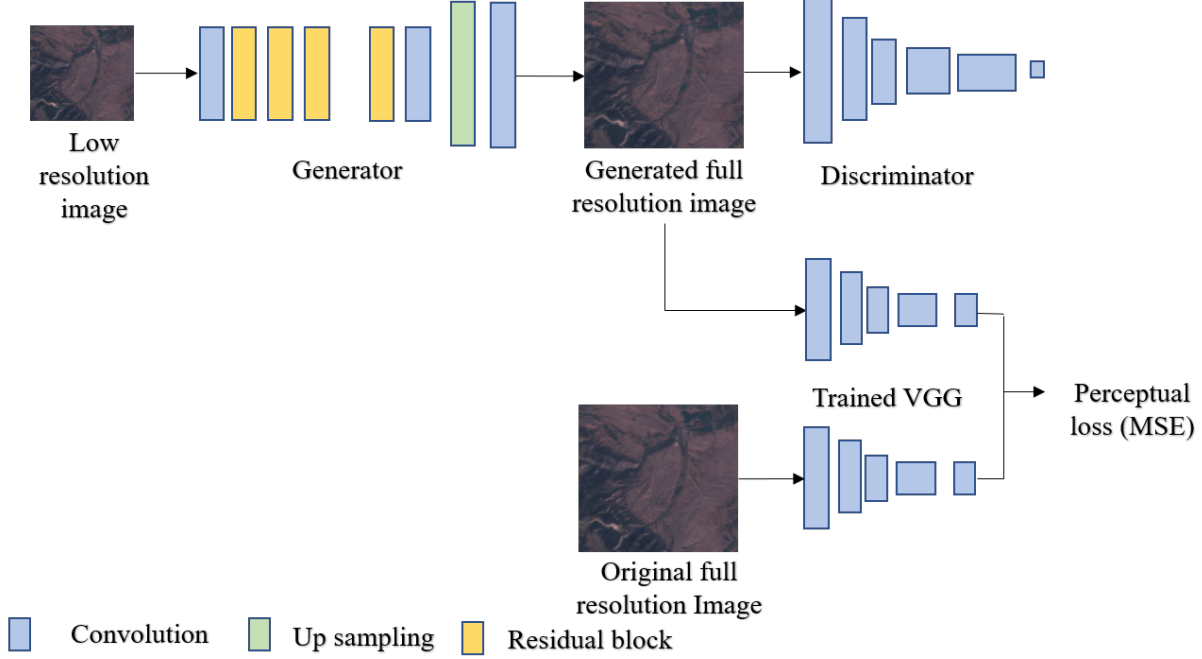 Low
resolution
image
Generator
Generated full
resolution image
Discriminator
Trained VGG
Perceptual
loss (MSE)
Original full
resolution Image
Convolution
Up sampling
Residual block